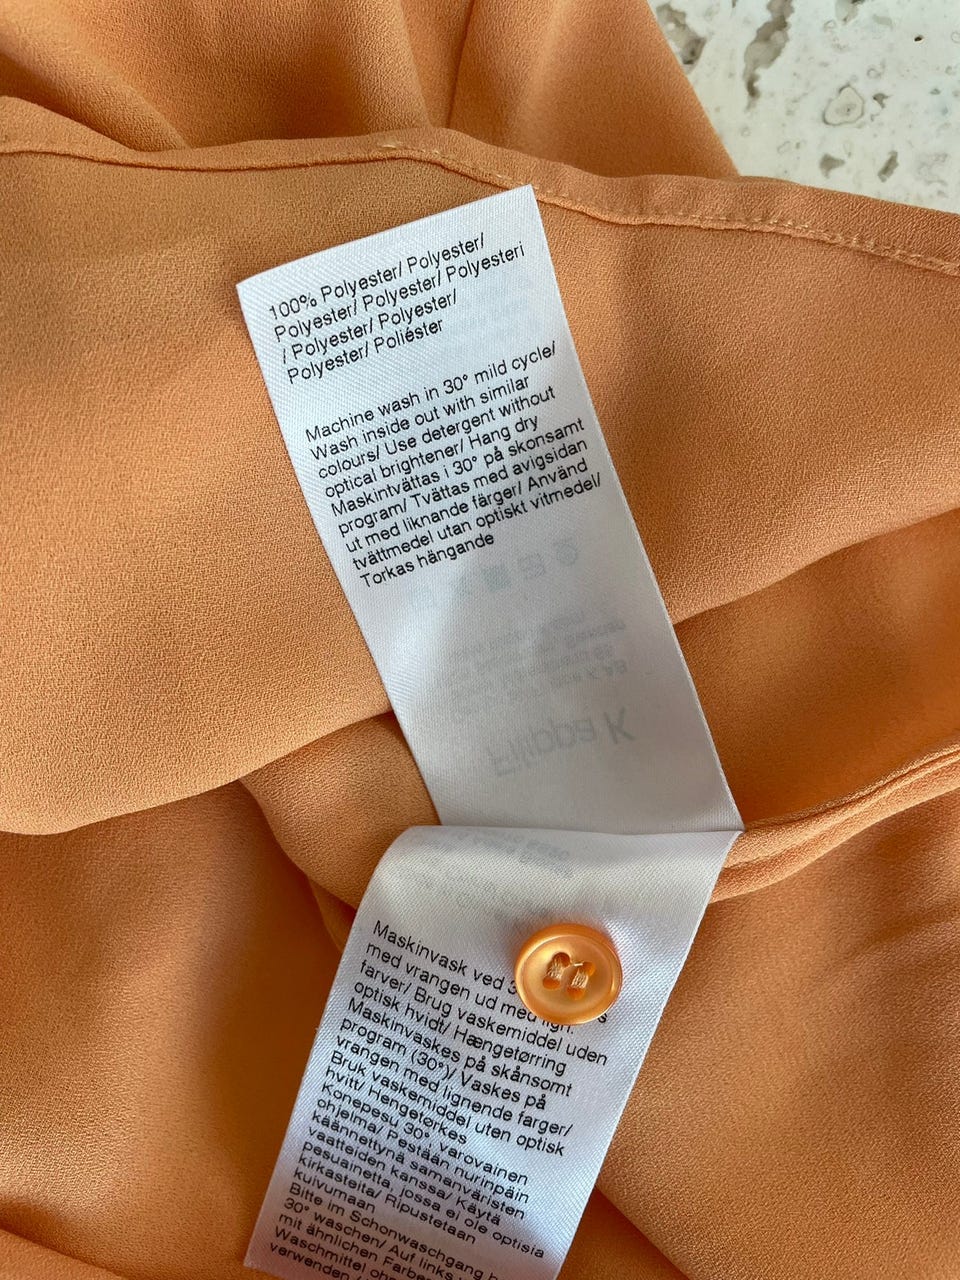 100% Polyester/ Polyester/
Polyester/ Polyester/ Polyesteri
/ Polyester/ Polyester/
Polyester/ Poliéster
Machine wash in 30° mild cycle/
Wash inside out with similar
colours/ Use detergent without
optical brightener/ Hang dry
Maskintvättas i 30° på skonsamt
program/ Tvättas med avigsidan
ut med liknande färger/ Använd
tvättmedel utan optiskt vitmedel/
Torkas hängande
Filippa K
Maskinvask ved
med vrangen ud med
farver/ Brug vaskemiddel uden
optisk hvidt/ Hængetørring
Maskinvaskes på skånsomt
program (30°)/ Vaskes på
vrangen med lignende farger/
Bruk vaskemiddel uten optisk
hvitt/ Hengetørkes
Konepesu 30°, varovainen
ohjelma/ Pestään nurinpäin
käännettynä samanväristen
vaatteiden kanssa/ Käytä
pesuainetta, jossa ei ole optisia
kirkasteita/ Ripustetaan
kuivumaan
Bitte im Schonwaschgang
30° waschen/ Auf links
mit ähnlichen Farben
Waschmittel ohne
verwenden /